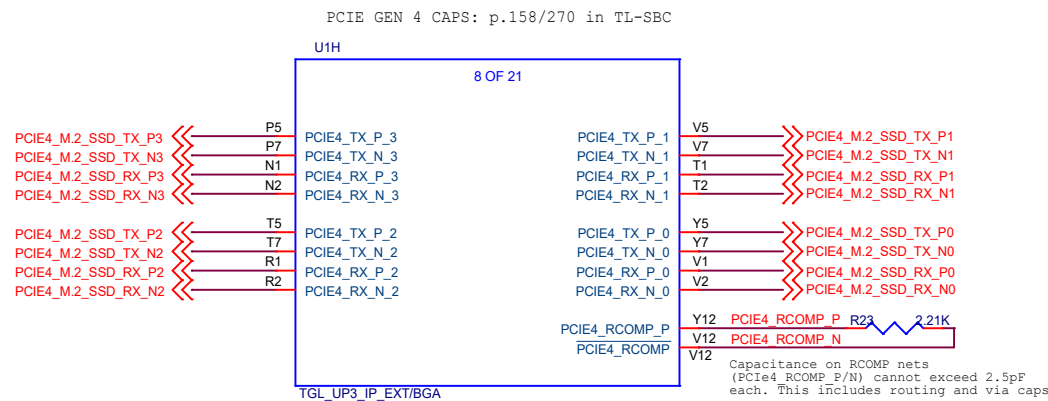 PCIE GEN 4 CAPS: p.158/270 in TL-SBC
U1H
8 OF 21
PCIE4_M.2_SSD_TX_P3 P5 PCIE4_TX_P_3
PCIE4_M.2_SSD_TX_N3 P7 PCIE4_TX_N_3
PCIE4_M.2_SSD_RX_P3 N1 PCIE4_RX_P_3
PCIE4_M.2_SSD_RX_N3 N2 PCIE4_RX_N_3
PCIE4_M.2_SSD_TX_P2 T5 PCIE4_TX_P_2
PCIE4_M.2_SSD_TX_N2 T7 PCIE4_TX_N_2
PCIE4_M.2_SSD_RX_P2 R1 PCIE4_RX_P_2
PCIE4_M.2_SSD_RX_N2 R2 PCIE4_RX_N_2
PCIE4_TX_P_1 V5 PCIE4_M.2_SSD_TX_P1
PCIE4_TX_N_1 V7 PCIE4_M.2_SSD_TX_N1
PCIE4_RX_P_1 T1 PCIE4_M.2_SSD_RX_P1
PCIE4_RX_N_1 T2 PCIE4_M.2_SSD_RX_N1
PCIE4_TX_P_0 Y5 PCIE4_M.2_SSD_TX_P0
PCIE4_TX_N_0 Y7 PCIE4_M.2_SSD_TX_N0
PCIE4_RX_P_0 V1 PCIE4_M.2_SSD_RX_P0
PCIE4_RX_N_0 V2 PCIE4_M.2_SSD_RX_N0
PCIE4_RCOMP_P Y12 PCIE4_RCOMP_P R23 2.21K
PCIE4_RCOMP V12 PCIE4_RCOMP_N
V12
Capacitance on RCOMP nets
(PCIe4_RCOMP_P/N) cannot exceed 2.5pF
each. This includes routing and via caps
TGL_UP3_IP_EXT/BGA